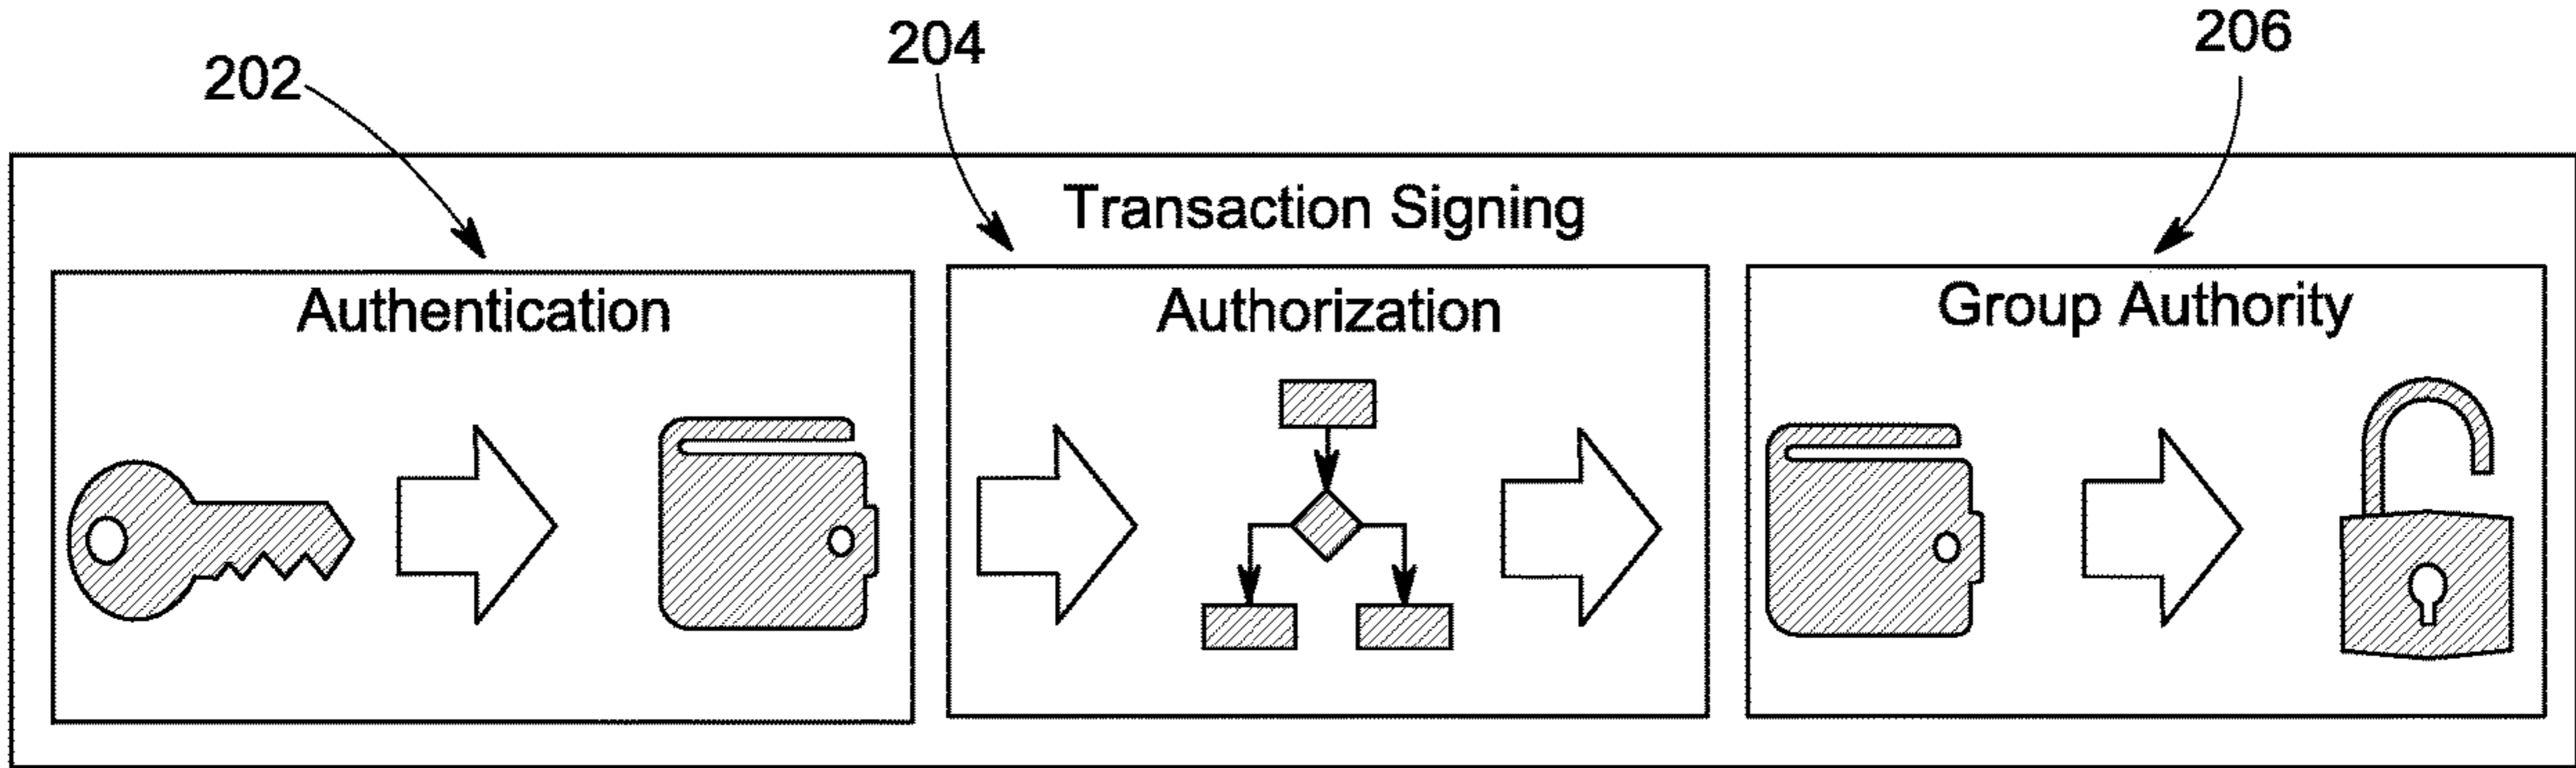 202
204
206
Transaction Signing
Authentication
Authorization
Group Authority